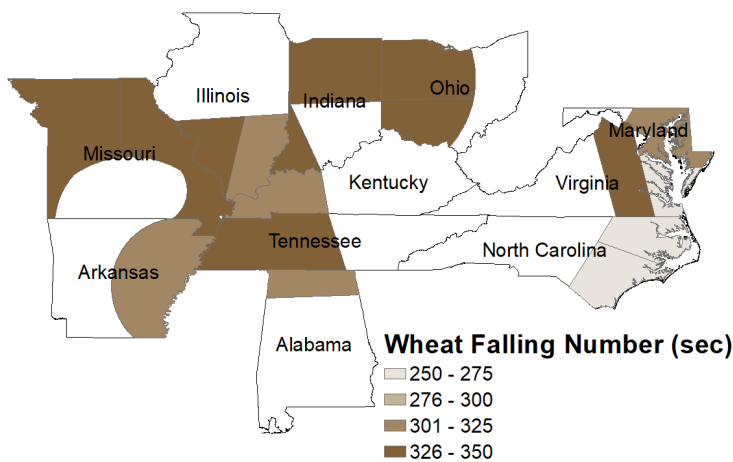 Illinois
Indiana
Ohio
Missouri
Maryland
Kentucky
Virginia
Tennessee
North Carolina
Arkansas
Alabama
Wheat Falling Number (sec)
250 - 275
276 - 300
301 - 325
326 - 350